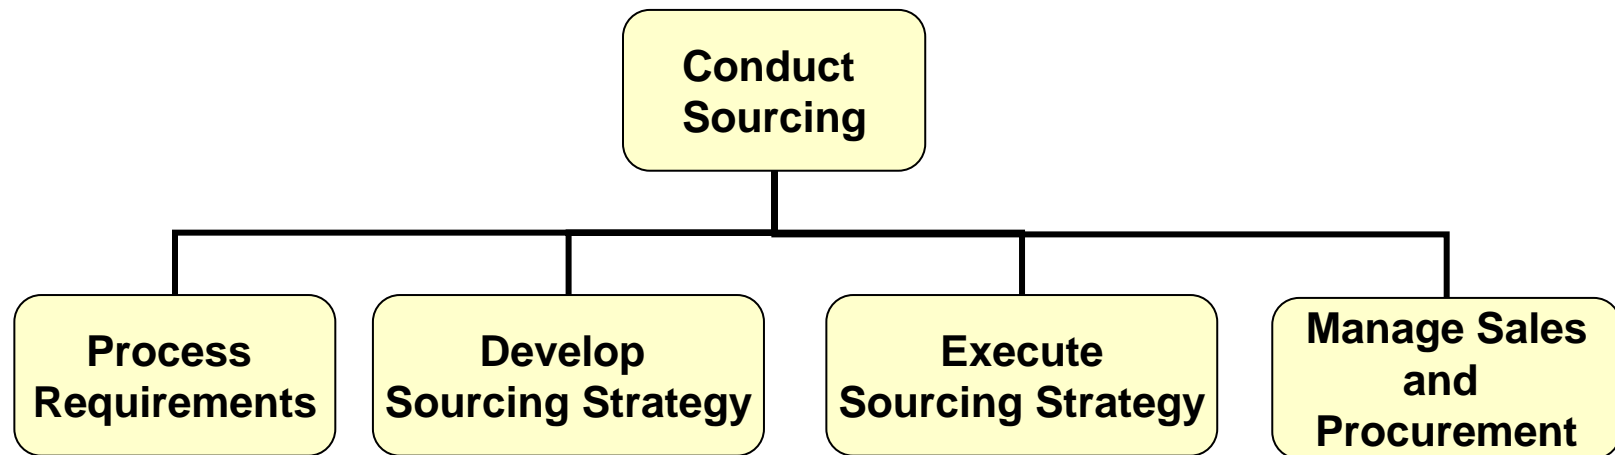 Conduct
Sourcing
Process
Requirements
Develop
Sourcing Strategy
Execute
Sourcing Strategy
Manage Sales
and
Procurement